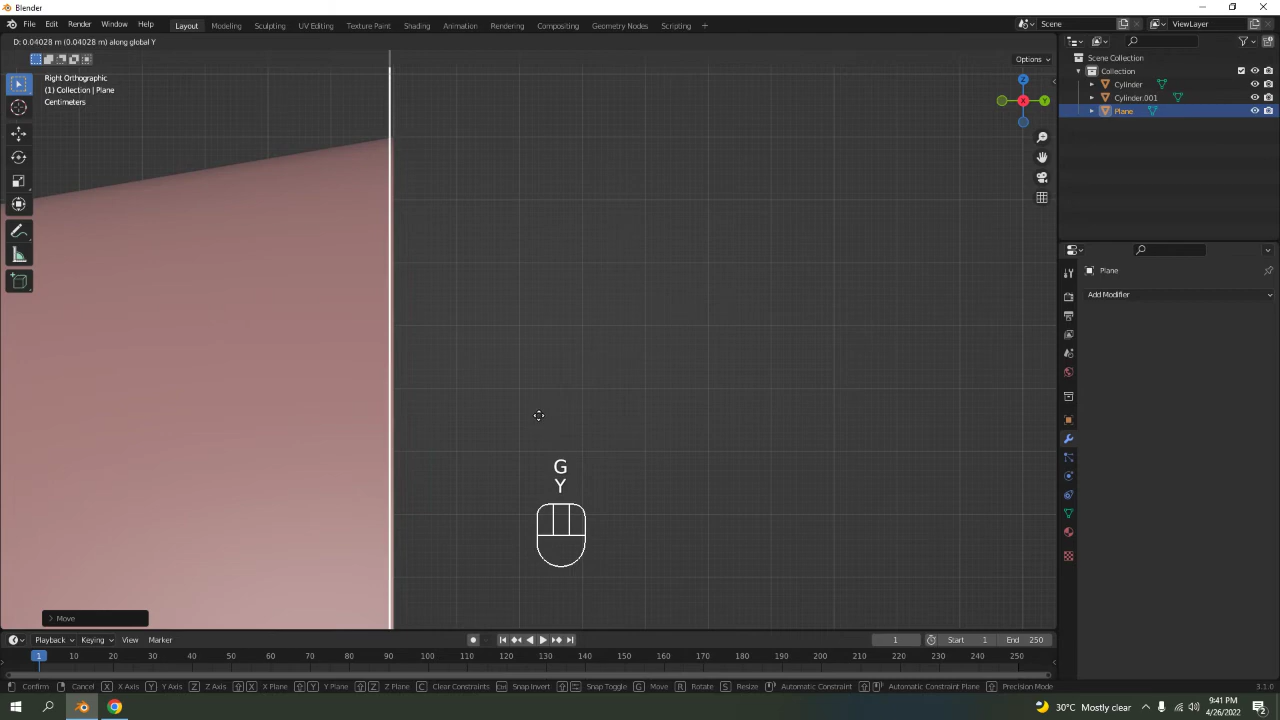 Blender
File Edit Render Window Help Layout Modeling Sculpting UV Editing Texture Paint Shading Animation Rendering Compositing Geometry Nodes Scripting + Scene ViewLayer
D: 0.04028 m (0.04028 m) along global Y
Options
Right Orthographic
(1) Collection | Plane
Centimeters
Z
X
Y
Scene Collection
Collection
Cylinder
Cylinder.001
Plane
Plane
Add Modifier
G
Y
Move
Playback Keying View Marker 1 Start 1 End 250
1 10 20 30 40 50 60 70 80 90 100 110 120 130 140 150 160 170 180 190 200 210 220 230 240 250
Confirm Cancel X X Axis Y Y Axis Z Z Axis X X Plane Y Y Plane Z Z Plane C Clear Constraints Snap Invert Snap Toggle G Move R Rotate S Resize Automatic Constraint Automatic Constraint Plane Precision Mode
30°C Mostly clear
9:41 PM
4/26/2022
2